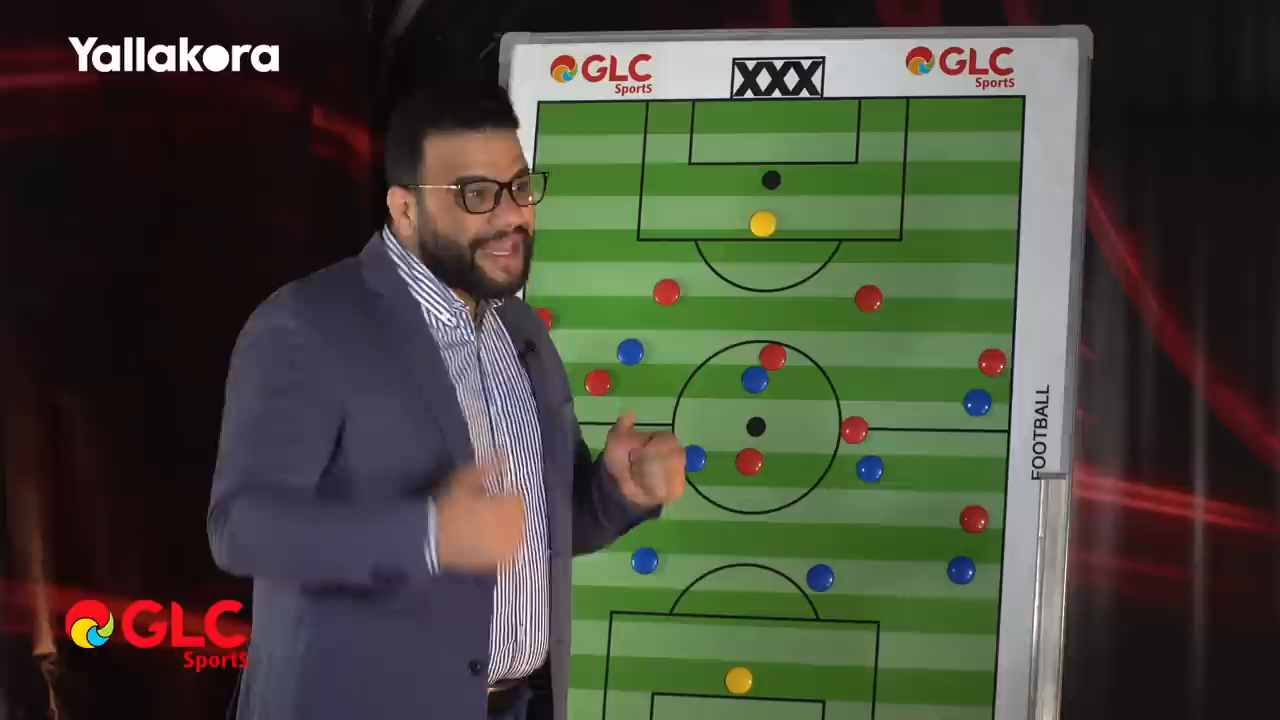 Yallakora
GLC
Sports
XXX
GLC
Sports
FOOTBALL
GLC
Sports